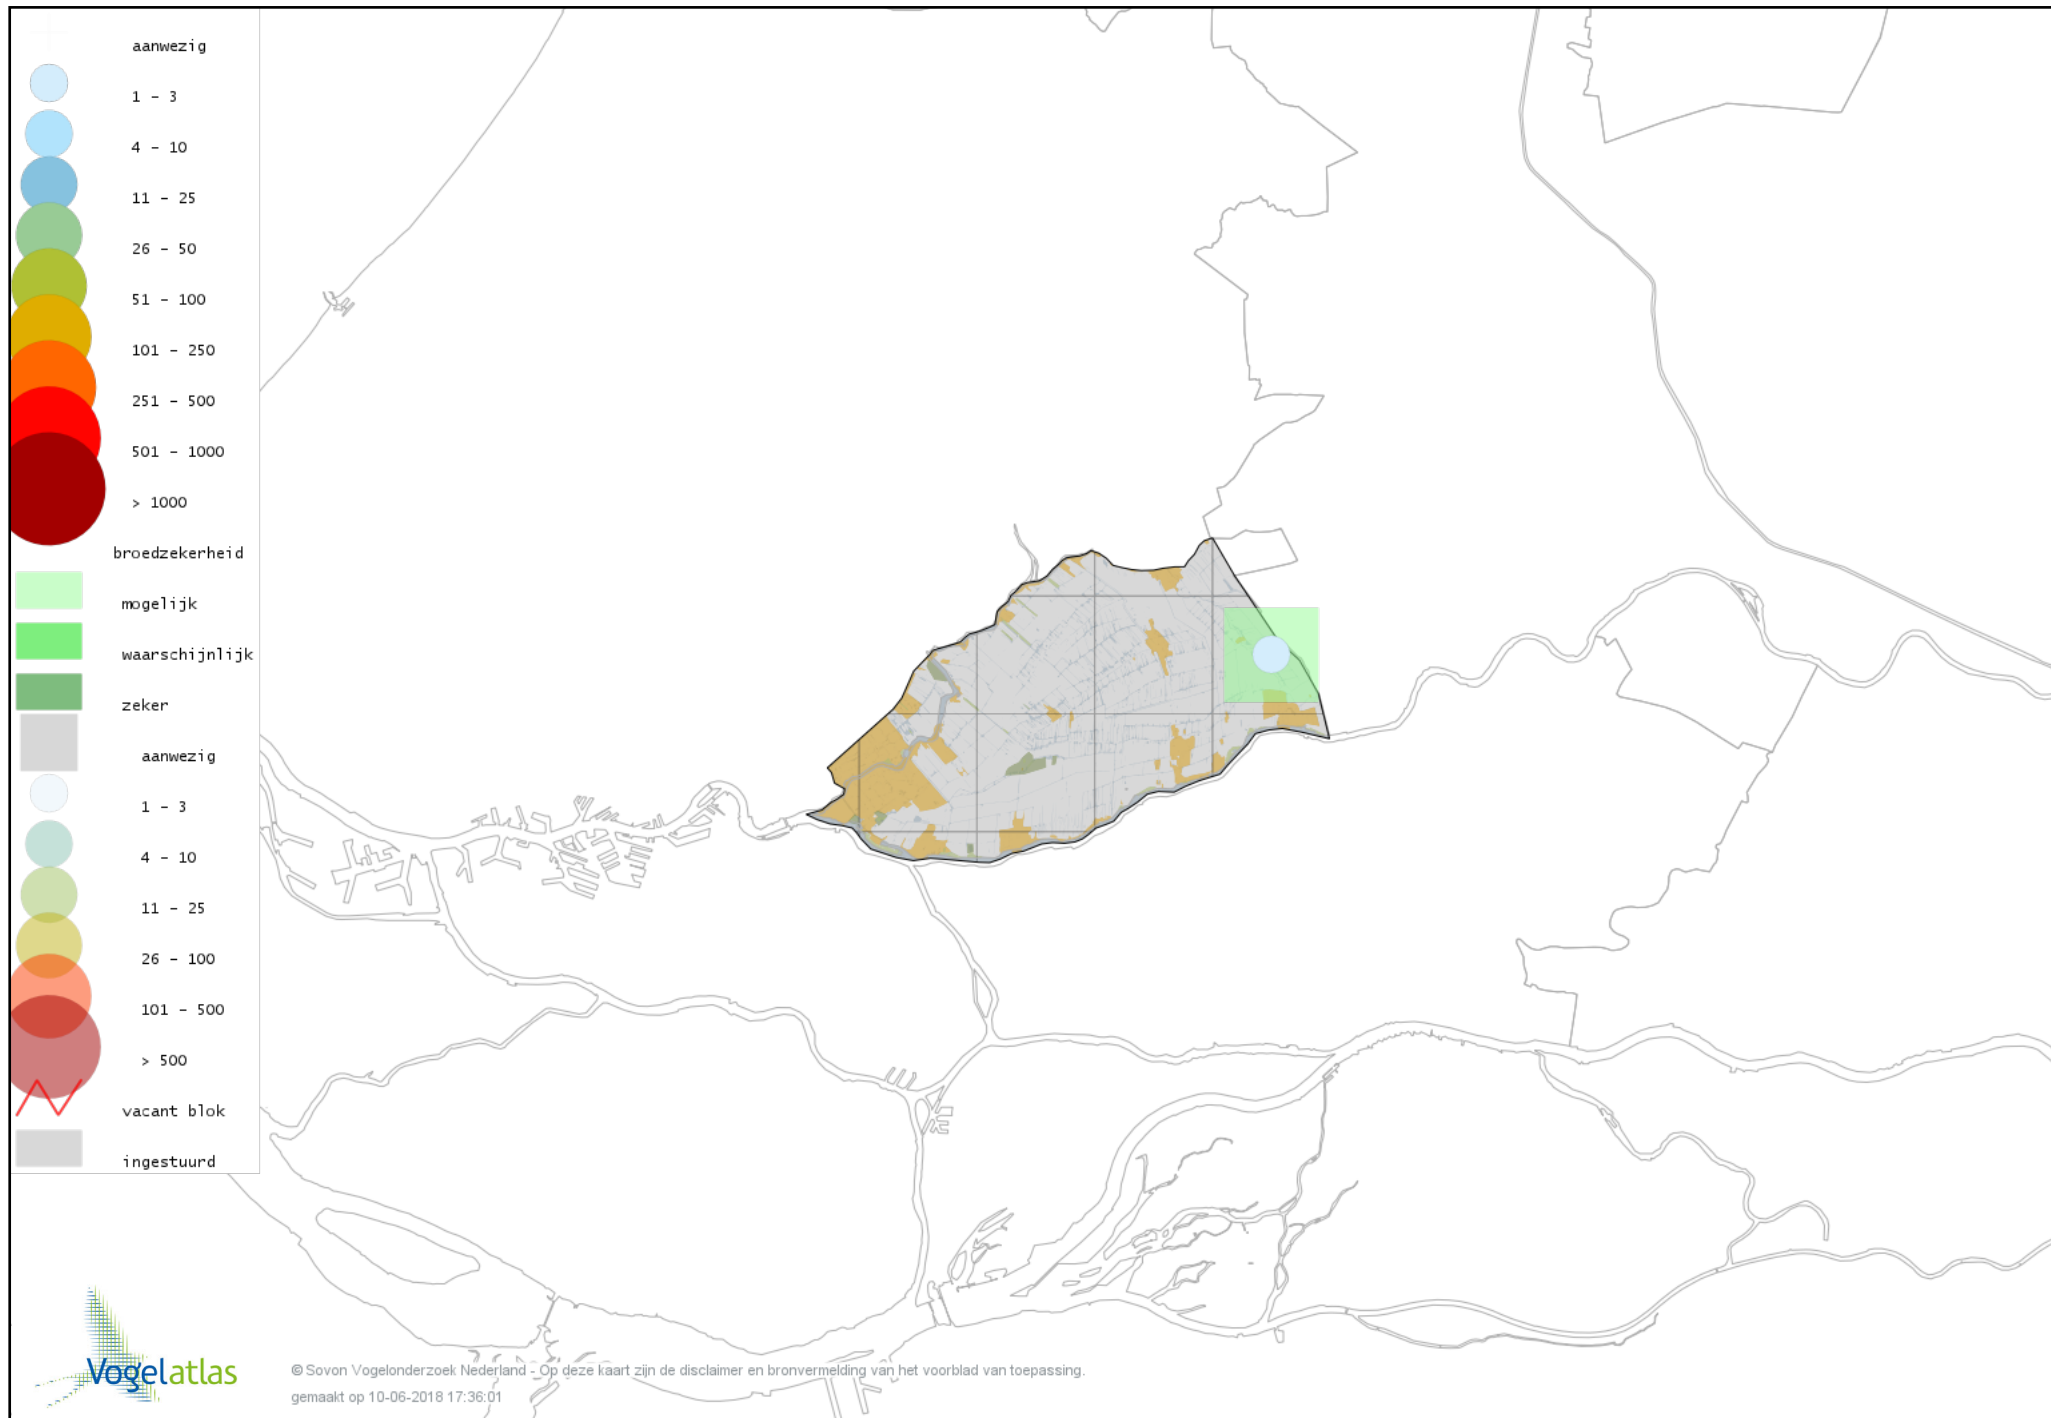 aanwezig
1 - 3
4 - 10
11 - 25
26 - 50
51 - 100
101 - 250
251 - 500
501 - 1000
> 1000
broedzekerheid
mogelijk
waarschijnlijk
zeker
aanwezig
1 - 3
4 - 10
11 - 25
26 - 100
101 - 500
> 500
vacant blok
ingestuurd
Vogelatlas
© Sovon Vogelonderzoek Nederland - Op deze kaart zijn de disclaimer en bronvermelding van het voorblad van toepassing.
gemaakt op 10-06-2018 17:36:01